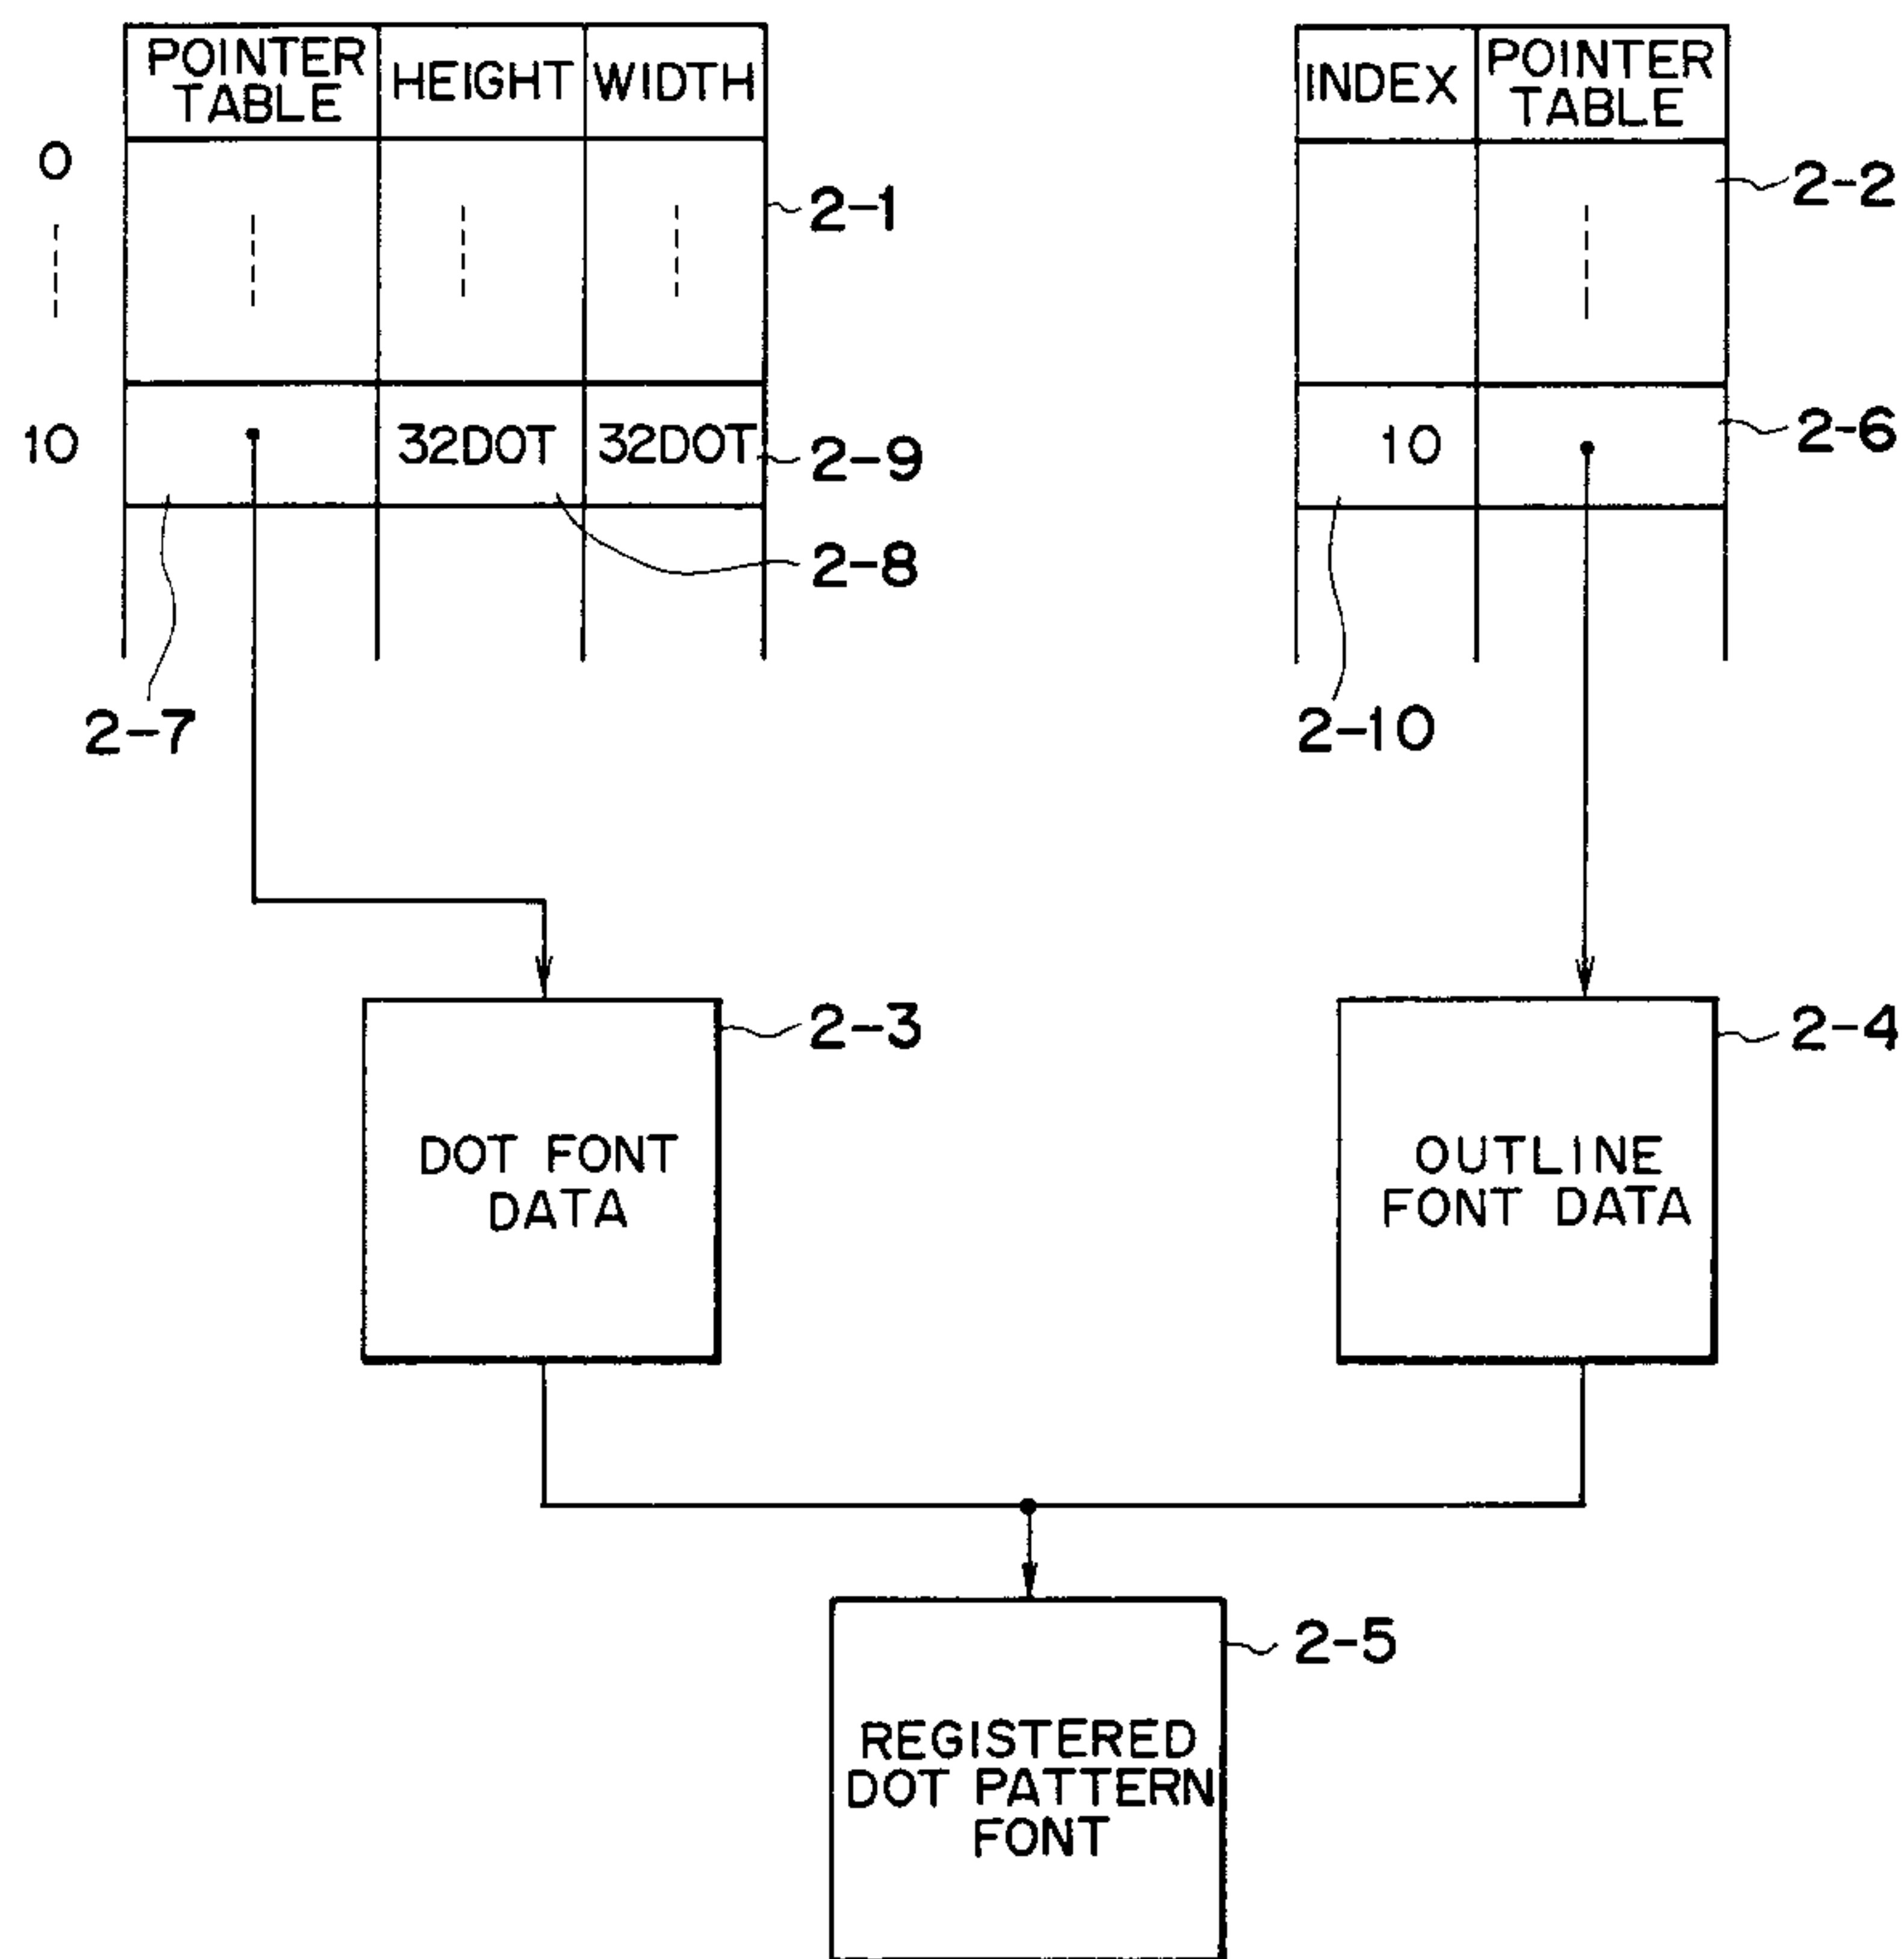 POINTER
TABLE
HEIGHT
WIDTH
INDEX
POINTER
TABLE
0
2-1
2-2
10
32DOT
32DOT
2-9
10
2-6
2-8
2-7
2-10
2-3
2-4
DOT FONT
DATA
OUTLINE
FONT DATA
2-5
REGISTERED
DOT PATTERN
FONT